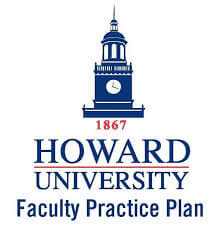 1867
HOWARD
UNIVERSITY
Faculty Practice Plan